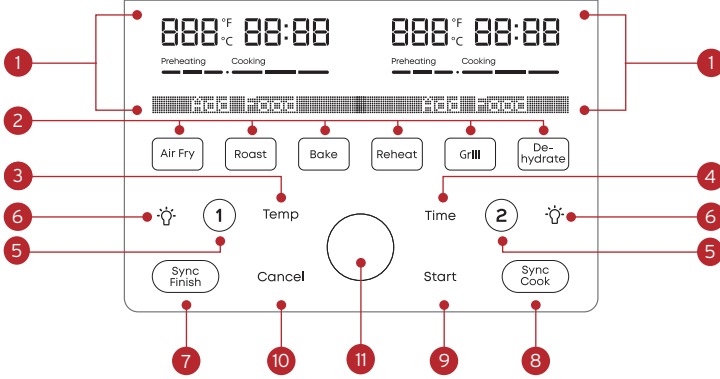 888 °F °C 88:88 888 °F °C 88:88
Preheating Cooking Preheating Cooking
1 1
Add Food Add Food
2
Air Fry Roast Bake Reheat Grill De-hydrate
3 Temp Time 4
6 1 2 6
5 5
Sync Finish Cancel Start Sync Cook
7 10 11 9 8